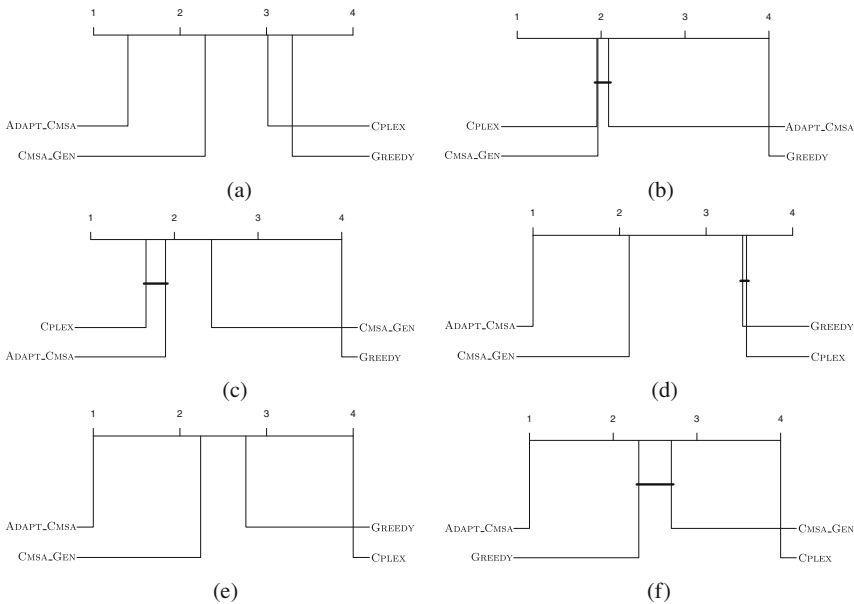 1 2 3 4
ADAPT_CMSA CPLEX
CMSA_GEN GREEDY
(a)
1 2 3 4
CPLEX ADAPT_CMSA
CMSA_GEN GREEDY
(b)
1 2 3 4
CPLEX CMSA_GEN
ADAPT_CMSA GREEDY
(c)
1 2 3 4
ADAPT_CMSA GREEDY
CMSA_GEN CPLEX
(d)
1 2 3 4
ADAPT_CMSA GREEDY
CMSA_GEN CPLEX
(e)
1 2 3 4
ADAPT_CMSA CMSA_GEN
GREEDY CPLEX
(f)